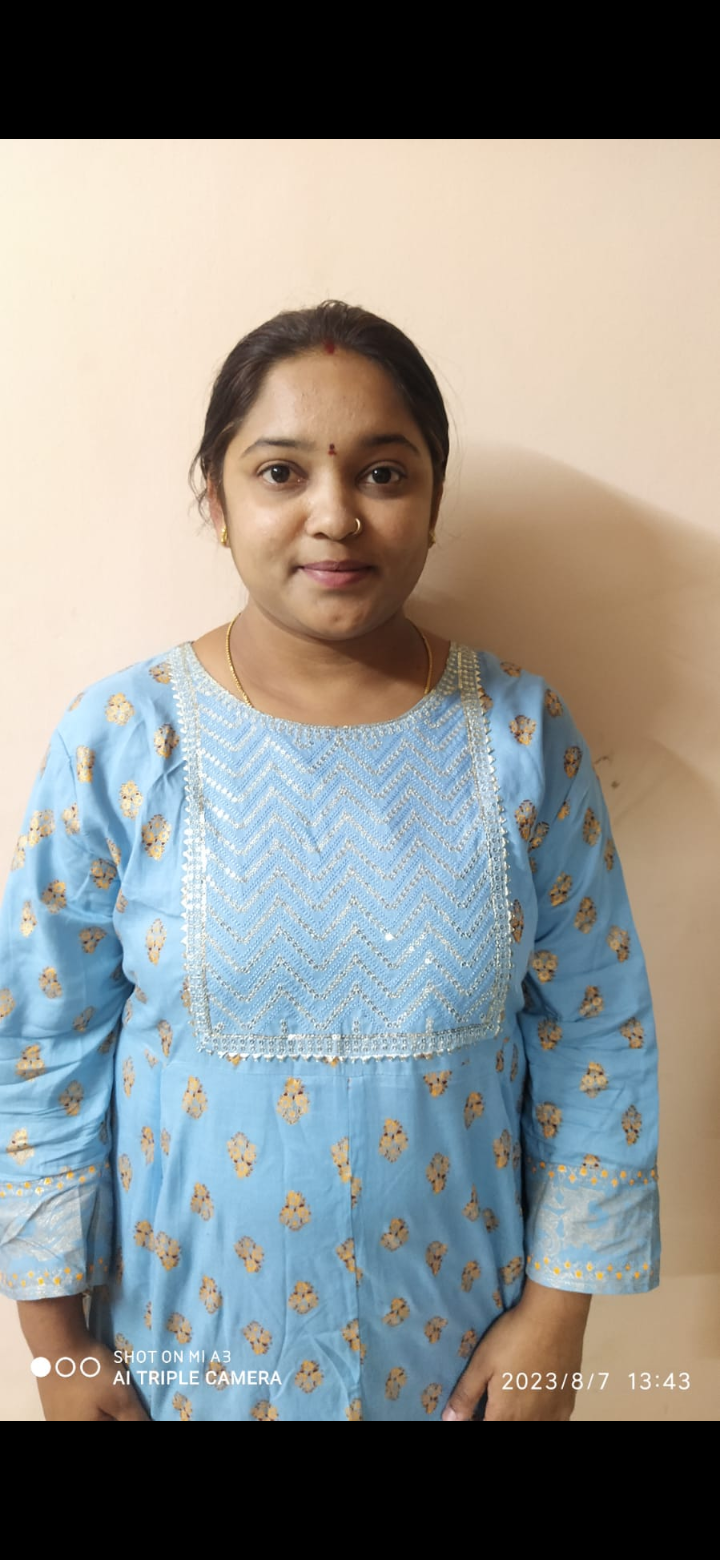 SHOT ON MI A3
AI TRIPLE CAMERA
2023/8/7 13:43